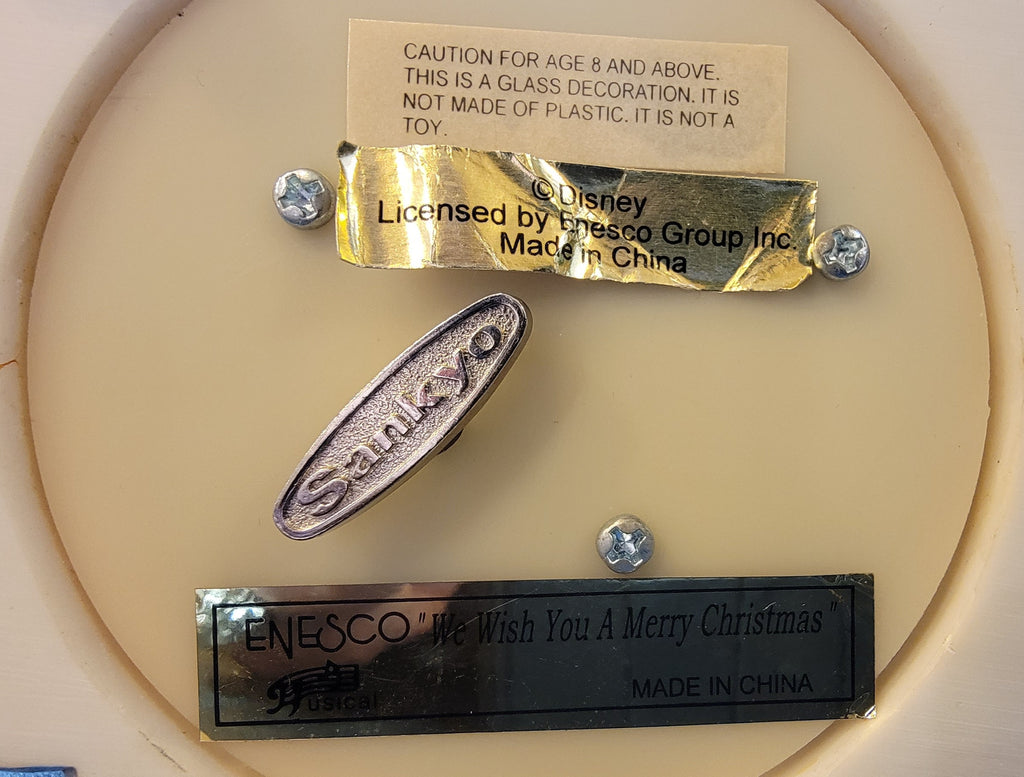 CAUTION FOR AGE 8 AND ABOVE.
THIS IS A GLASS DECORATION. IT IS
NOT MADE OF PLASTIC. IT IS NOT A
TOY.
© Disney
Licensed by Enesco Group Inc.
Made in China
Sankyo
ENESCO "We Wish You A Merry Christmas"
Musical
MADE IN CHINA